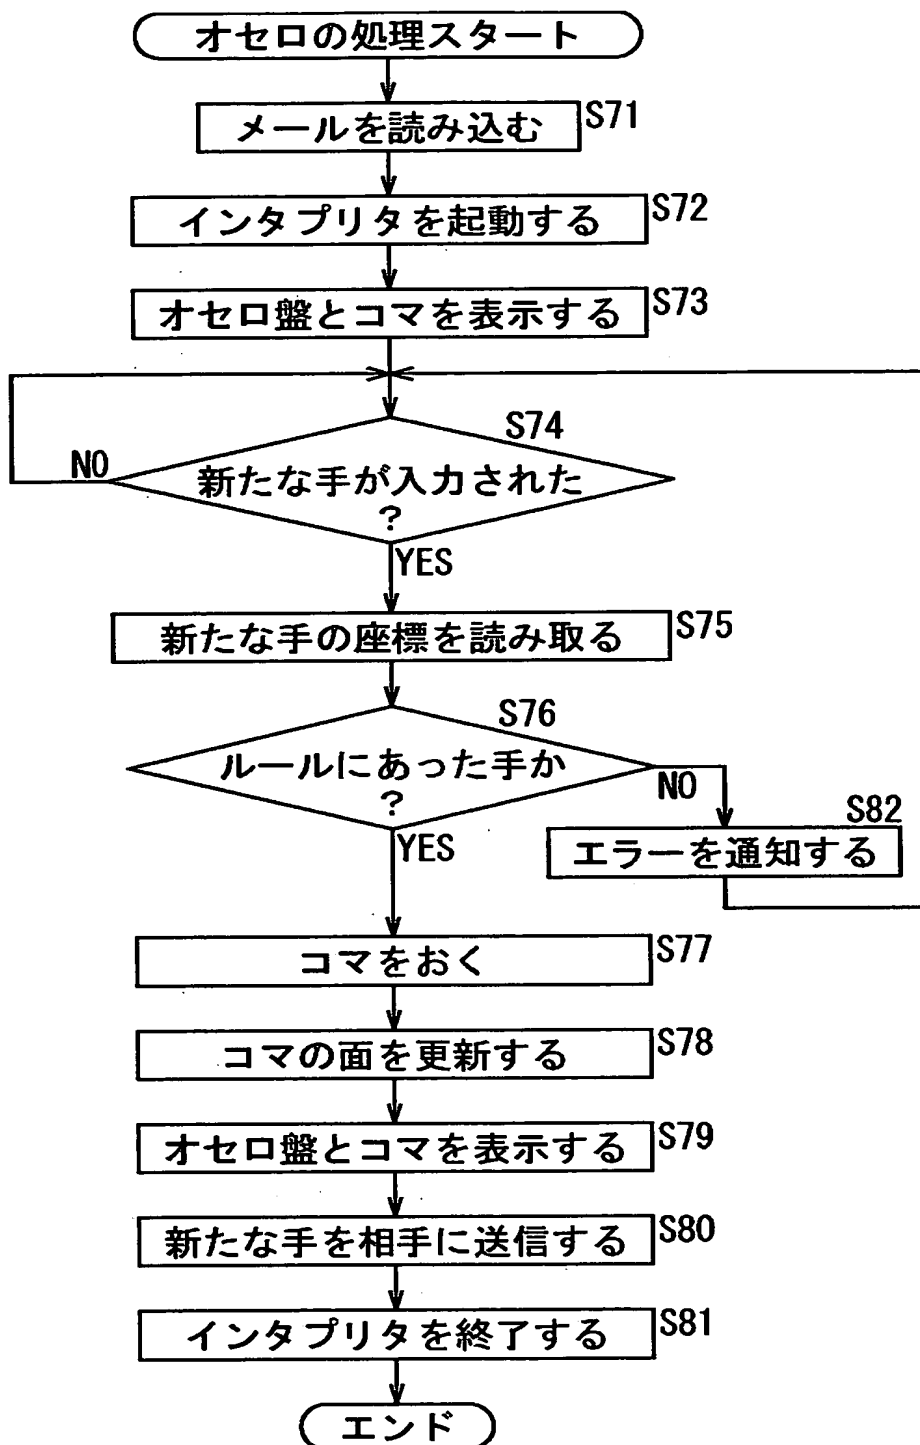 オセロの処理スタート
メールを読み込む S71
インタプリタを起動する S72
オセロ盤とコマを表示する S73
S74
NO
新たな手が入力された
?
YES
新たな手の座標を読み取る S75
S76
ルールにあった手か
?
NO
YES
S82
エラーを通知する
コマをおく S77
コマの面を更新する S78
オセロ盤とコマを表示する S79
新たな手を相手に送信する S80
インタプリタを終了する S81
エンド